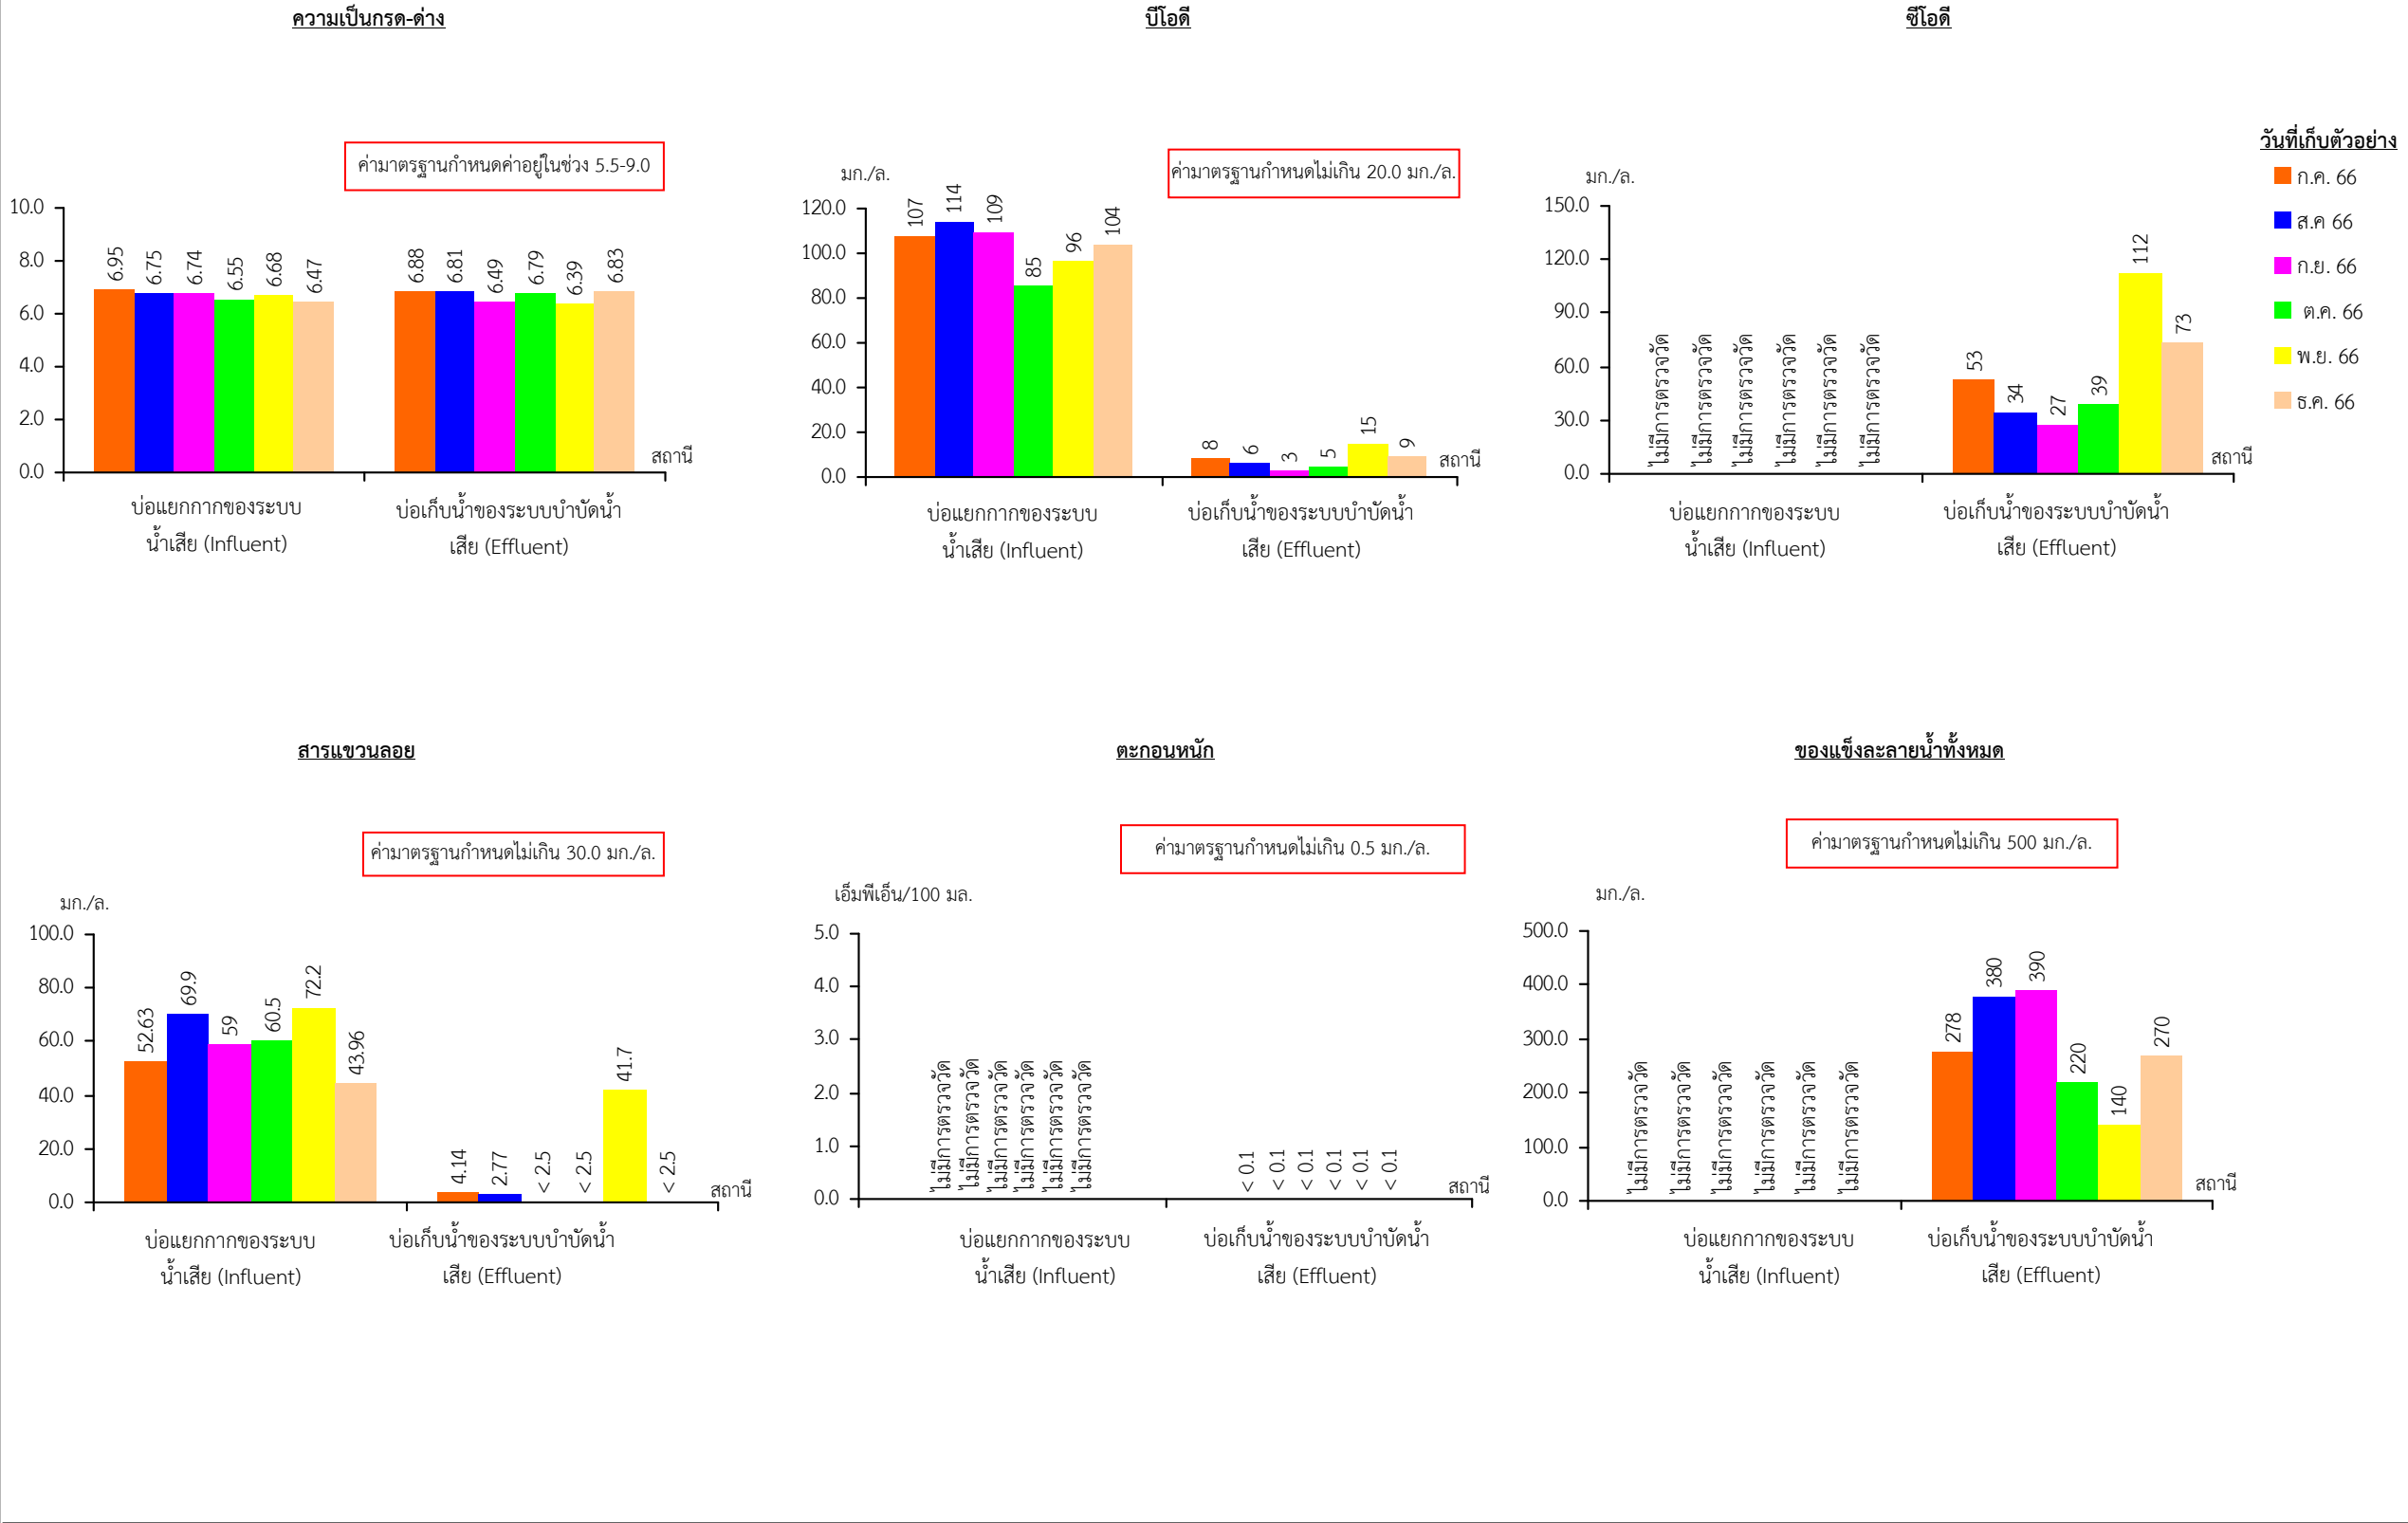 ความเป็นกรด-ด่าง
ค่ามาตรฐานกำหนดค่าอยู่ในช่วง 5.5-9.0
10.0
8.0
6.0
4.0
2.0
0.0
6.95
6.75
6.74
6.55
6.68
6.47
6.88
6.81
6.49
6.79
6.39
6.83
สถานี
บ่อแยกกากของระบบ
น้ำเสีย (Influent)
บ่อเก็บน้ำของระบบบำบัดน้ำ
เสีย (Effluent)
บีโอดี
ค่ามาตรฐานกำหนดไม่เกิน 20.0 มก./ล.
มก./ล.
120.0
100.0
80.0
60.0
40.0
20.0
0.0
107
114
109
85
96
104
8
6
3
5
15
9
สถานี
บ่อแยกกากของระบบ
น้ำเสีย (Influent)
บ่อเก็บน้ำของระบบบำบัดน้ำ
เสีย (Effluent)
ซีโอดี
มก./ล.
150.0
120.0
90.0
60.0
30.0
0.0
ไม่มีการตรวจวัด
ไม่มีการตรวจวัด
ไม่มีการตรวจวัด
ไม่มีการตรวจวัด
ไม่มีการตรวจวัด
ไม่มีการตรวจวัด
53
34
27
39
112
73
สถานี
บ่อแยกกากของระบบ
น้ำเสีย (Influent)
บ่อเก็บน้ำของระบบบำบัดน้ำ
เสีย (Effluent)
วันที่เก็บตัวอย่าง
ก.ค. 66
ส.ค 66
ก.ย. 66
ต.ค. 66
พ.ย. 66
ธ.ค. 66
สารแขวนลอย
ค่ามาตรฐานกำหนดไม่เกิน 30.0 มก./ล.
มก./ล.
100.0
80.0
60.0
40.0
20.0
0.0
52.63
69.9
59
60.5
72.2
43.96
4.14
2.77
< 2.5
< 2.5
41.7
< 2.5
สถานี
บ่อแยกกากของระบบ
น้ำเสีย (Influent)
บ่อเก็บน้ำของระบบบำบัดน้ำ
เสีย (Effluent)
ตะกอนหนัก
ค่ามาตรฐานกำหนดไม่เกิน 0.5 มก./ล.
เอ็มพีเอ็น/100 มล.
5.0
4.0
3.0
2.0
1.0
0.0
ไม่มีการตรวจวัด
ไม่มีการตรวจวัด
ไม่มีการตรวจวัด
ไม่มีการตรวจวัด
ไม่มีการตรวจวัด
ไม่มีการตรวจวัด
< 0.1
< 0.1
< 0.1
< 0.1
< 0.1
< 0.1
สถานี
บ่อแยกกากของระบบ
น้ำเสีย (Influent)
บ่อเก็บน้ำของระบบบำบัดน้ำ
เสีย (Effluent)
ของแข็งละลายน้ำทั้งหมด
ค่ามาตรฐานกำหนดไม่เกิน 500 มก./ล.
มก./ล.
500.0
400.0
300.0
200.0
100.0
0.0
ไม่มีการตรวจวัด
ไม่มีการตรวจวัด
ไม่มีการตรวจวัด
ไม่มีการตรวจวัด
ไม่มีการตรวจวัด
ไม่มีการตรวจวัด
278
380
390
220
140
270
สถานี
บ่อแยกกากของระบบ
น้ำเสีย (Influent)
บ่อเก็บน้ำของระบบบำบัดน้ำ
เสีย (Effluent)